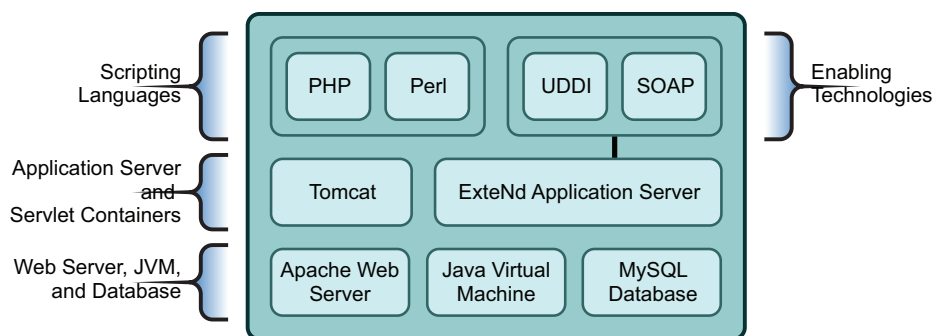 Scripting
Languages
PHP
Perl
UDDI
SOAP
Enabling
Technologies
Application Server
and
Servlet Containers
Tomcat
ExteNd Application Server
Web Server, JVM,
and Database
Apache Web
Server
Java Virtual
Machine
MySQL
Database